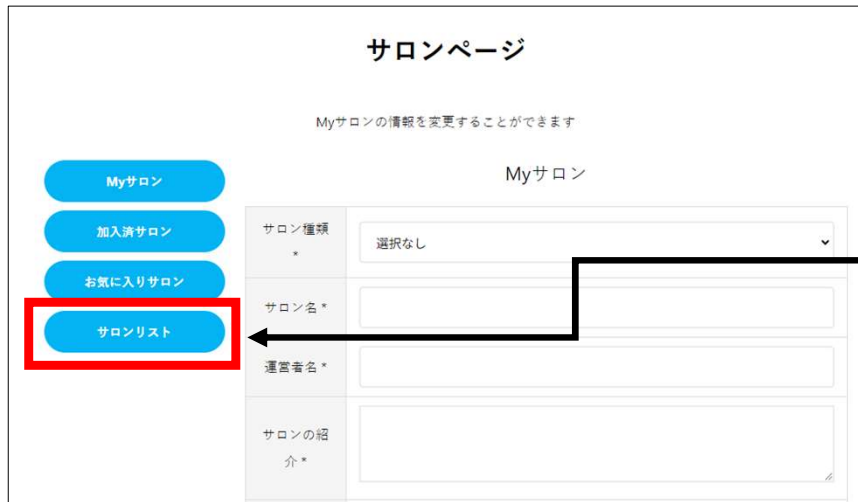 サロンページ
Myサロンの情報を変更することができます
Myサロン
加入済サロン
お気に入りサロン
サロンリスト
Myサロン
サロン種類
*
選択なし
サロン名 *
運営者名 *
サロンの紹
介 *